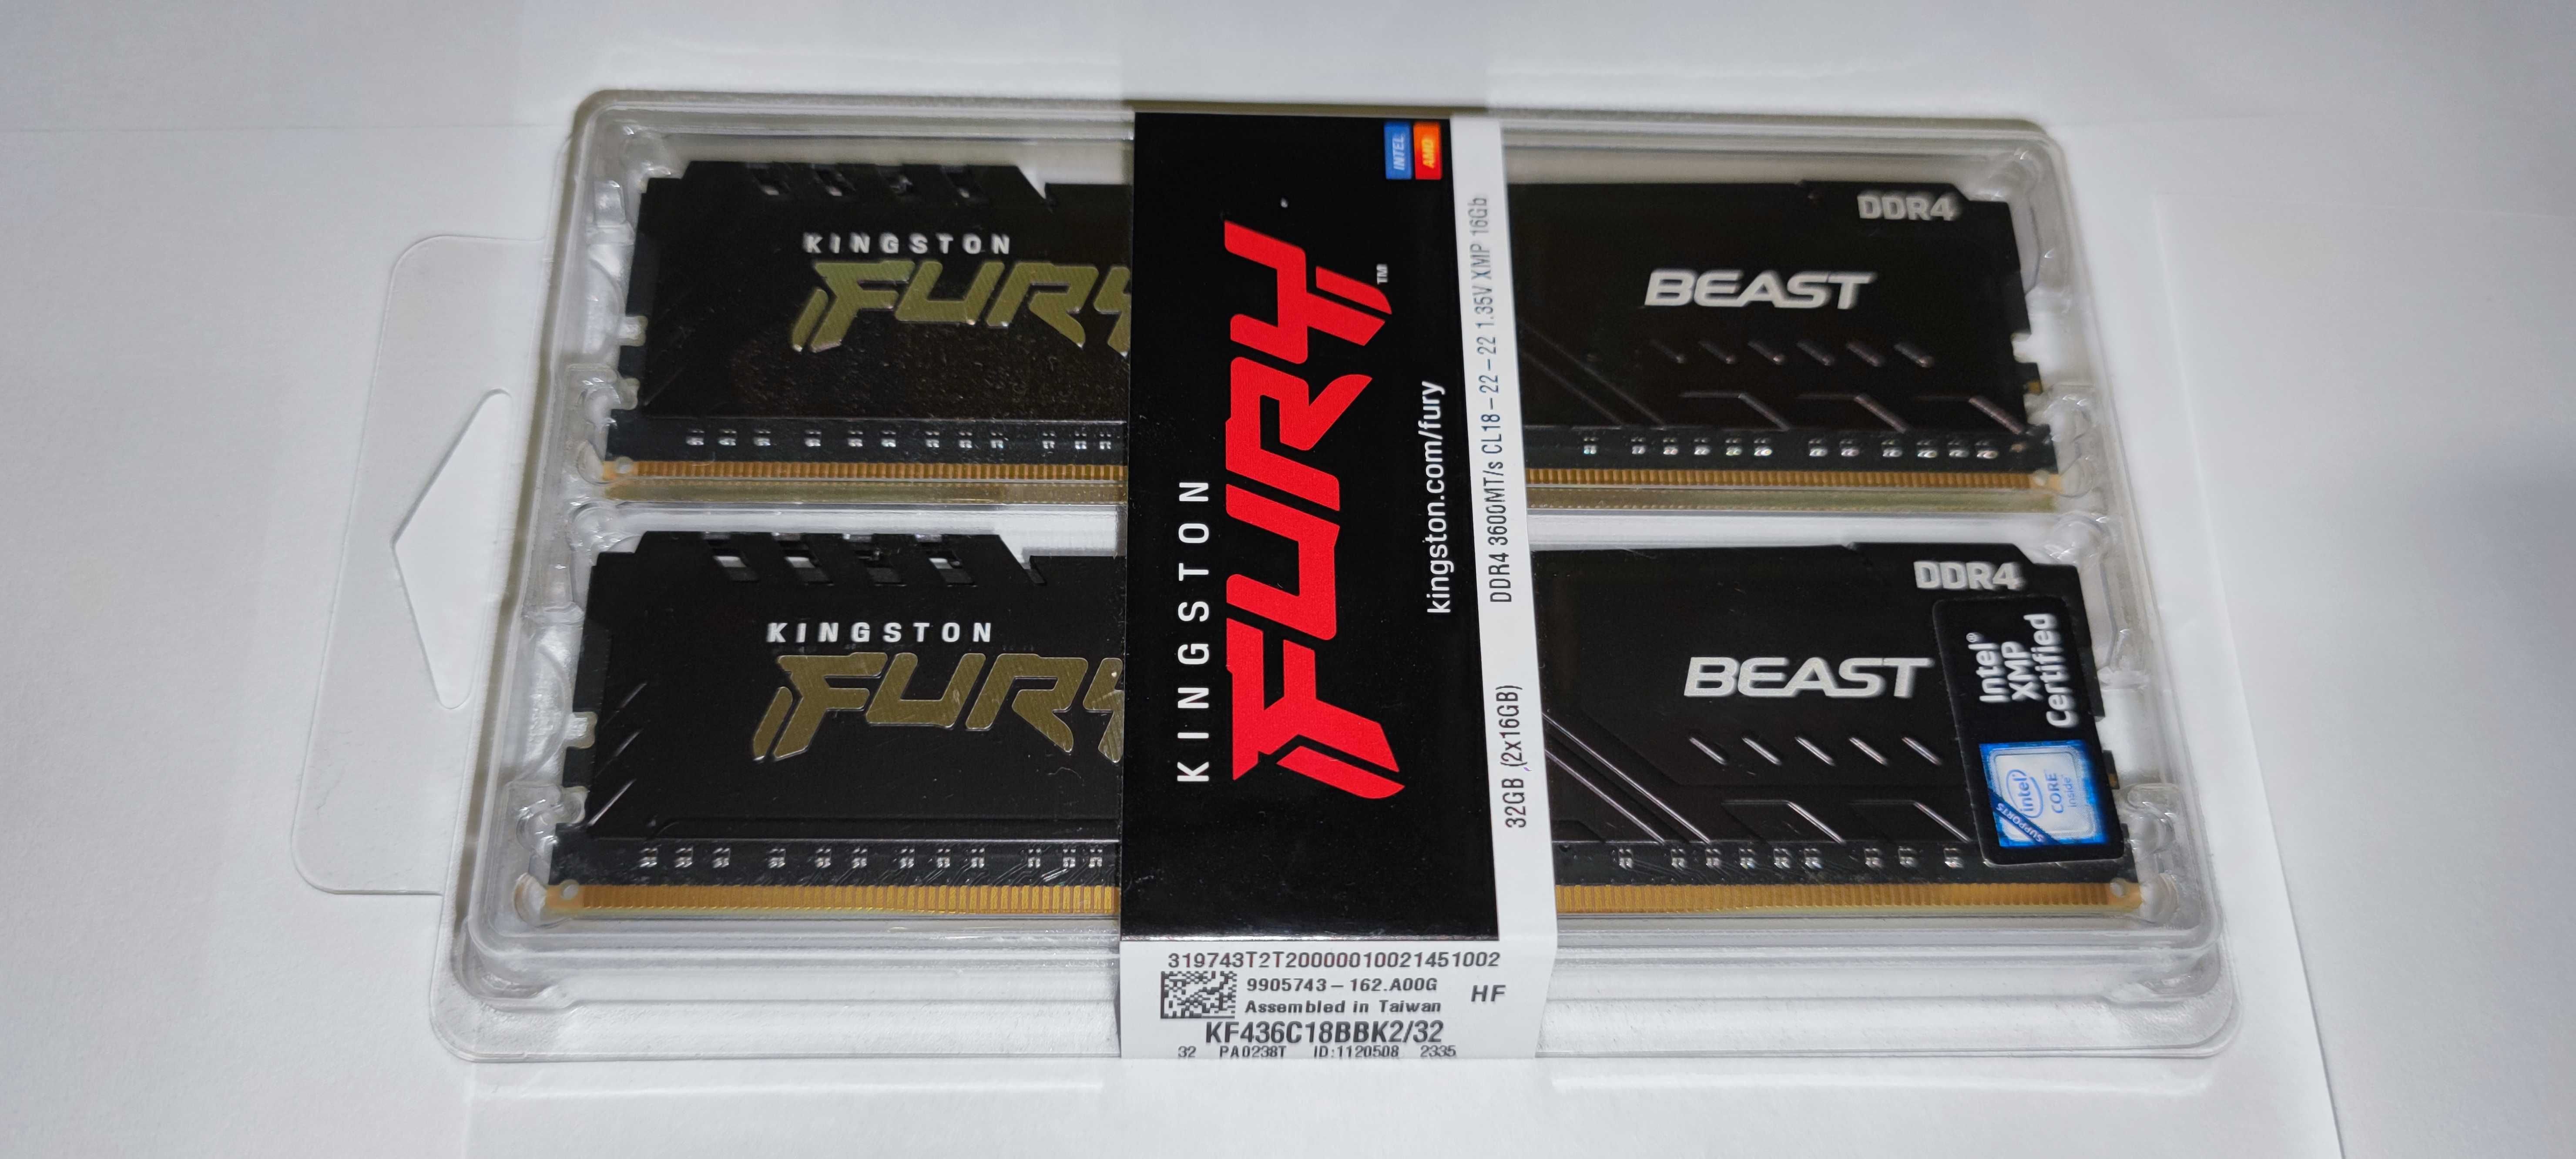 KINGSTON
FURY
BEAST
DDR4
KINGSTON
FURY
BEAST
DDR4
Intel®
XMP
Certified
intel
CORE
inside
SUPPORTS
INTEL
AMD
KINGSTON
FURY™
kingston.com/fury
32GB (2x16GB) DDR4 3600MT/s CL18-22-22 1.35V XMP 16Gb
319743T2T20000010021451002
9905743-162.A00G
HF
Assembled in Taiwan
KF436C18BBK2/32
32 PA0238T ID:1120508 2335